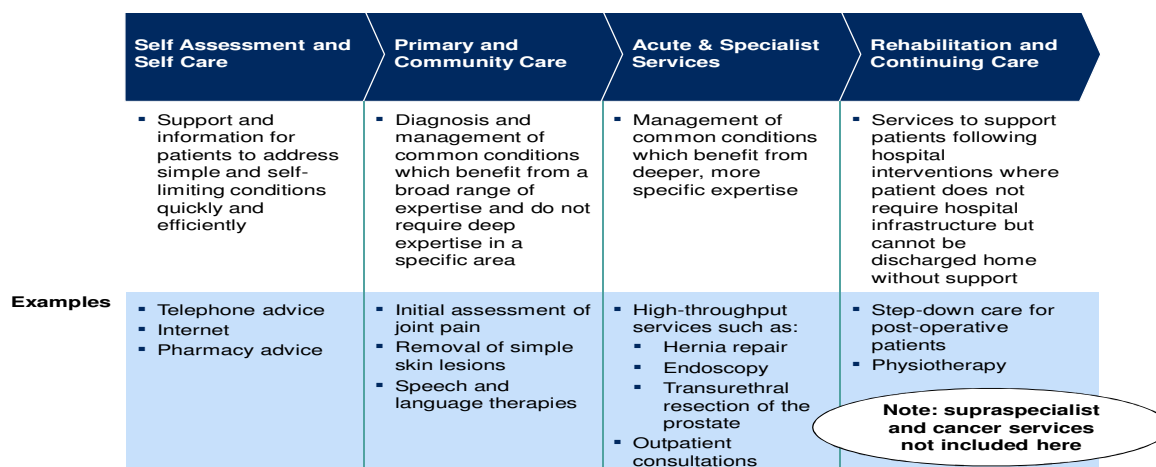 Self Assessment and
Self Care
Primary and
Community Care
Acute & Specialist
Services
Rehabilitation and
Continuing Care
▪ Support and
information for
patients to address
simple and self-
limiting conditions
quickly and
efficiently
▪ Diagnosis and
management of
common conditions
which benefit from a
broad range of
expertise and do not
require deep
expertise in a
specific area
▪ Management of
common conditions
which benefit from
deeper, more
specific expertise
▪ Services to support
patients following
hospital
interventions where
patient does not
require hospital
infrastructure but
cannot be
discharged home
without support
Examples
▪ Telephone advice
▪ Internet
▪ Pharmacy advice
▪ Initial assessment of
joint pain
▪ Removal of simple
skin lesions
▪ Speech and
language therapies
▪ High-throughput
services such as:
▪ Hernia repair
▪ Endoscopy
▪ Transurethral
resection of the
prostate
▪ Outpatient
consultations
▪ Step-down care for
post-operative
patients
▪ Physiotherapy
Note: supraspecialist
and cancer services
not included here